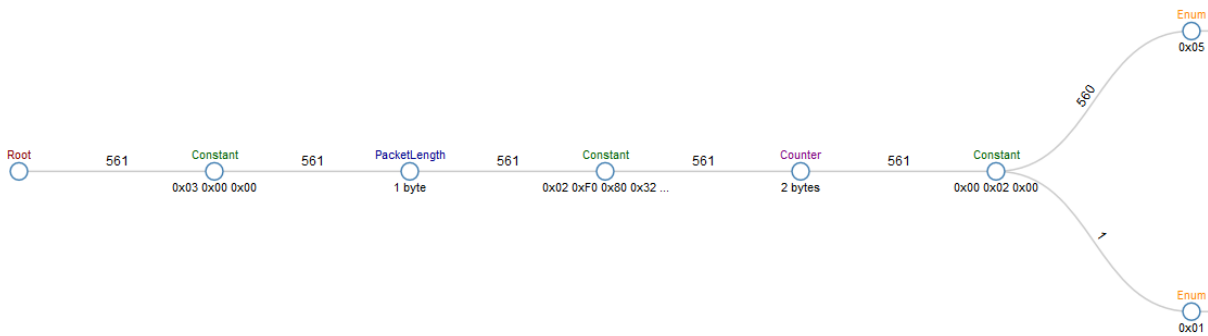 Enum
0x05
560
Root
561
Constant
0x03 0x00 0x00
561
PacketLength
1 byte
561
Constant
0x02 0xF0 0x80 0x32 ...
561
Counter
2 bytes
561
Constant
0x00 0x02 0x00
1
Enum
0x01